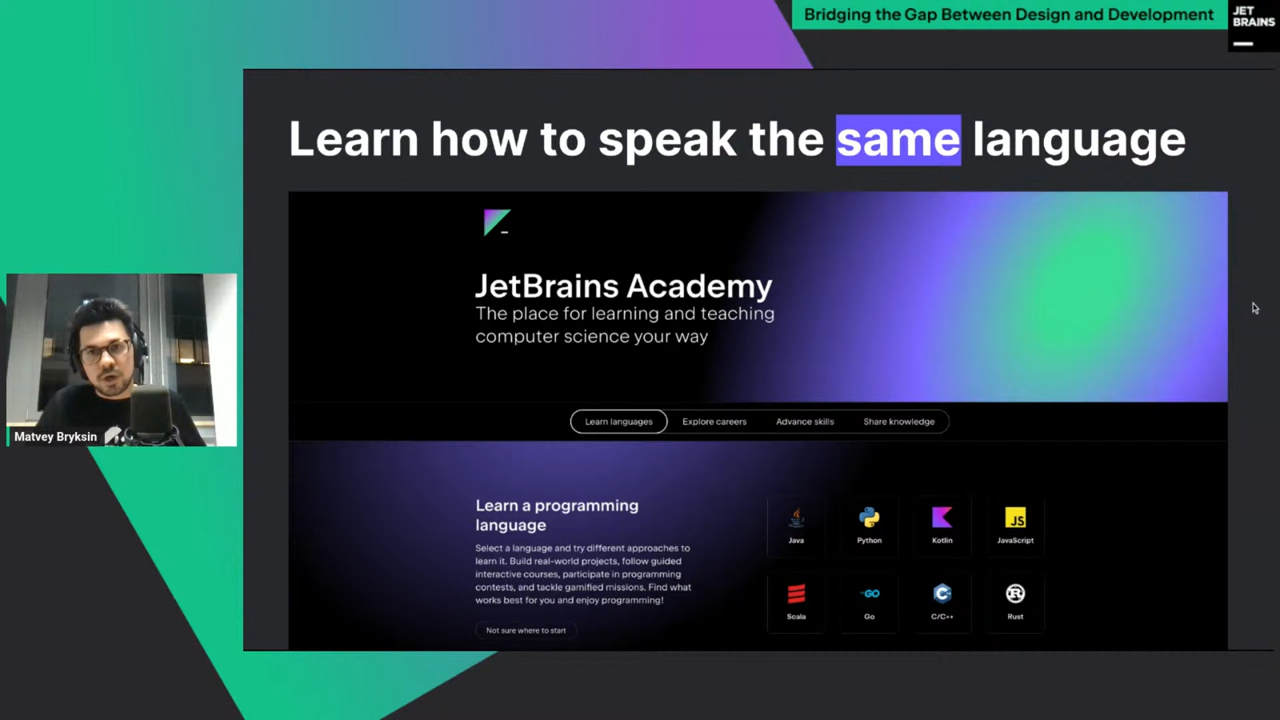 Bridging the Gap Between Design and Development
JET
BRAINS
Learn how to speak the same language
JetBrains Academy
The place for learning and teaching
computer science your way
Learn languages
Explore careers
Advance skills
Share knowledge
Matvey Bryksin
Learn a programming
language
Select a language and try different approaches to
learn it. Build real-world projects, follow guided
interactive courses, participate in programming
contests, and tackle gamified missions. Find what
works best for you and enjoy programming!
Not sure where to start
Java
Python
JS
Kotlin
JavaScript
Scala
GO
Go
C
C/C++
R
Rust